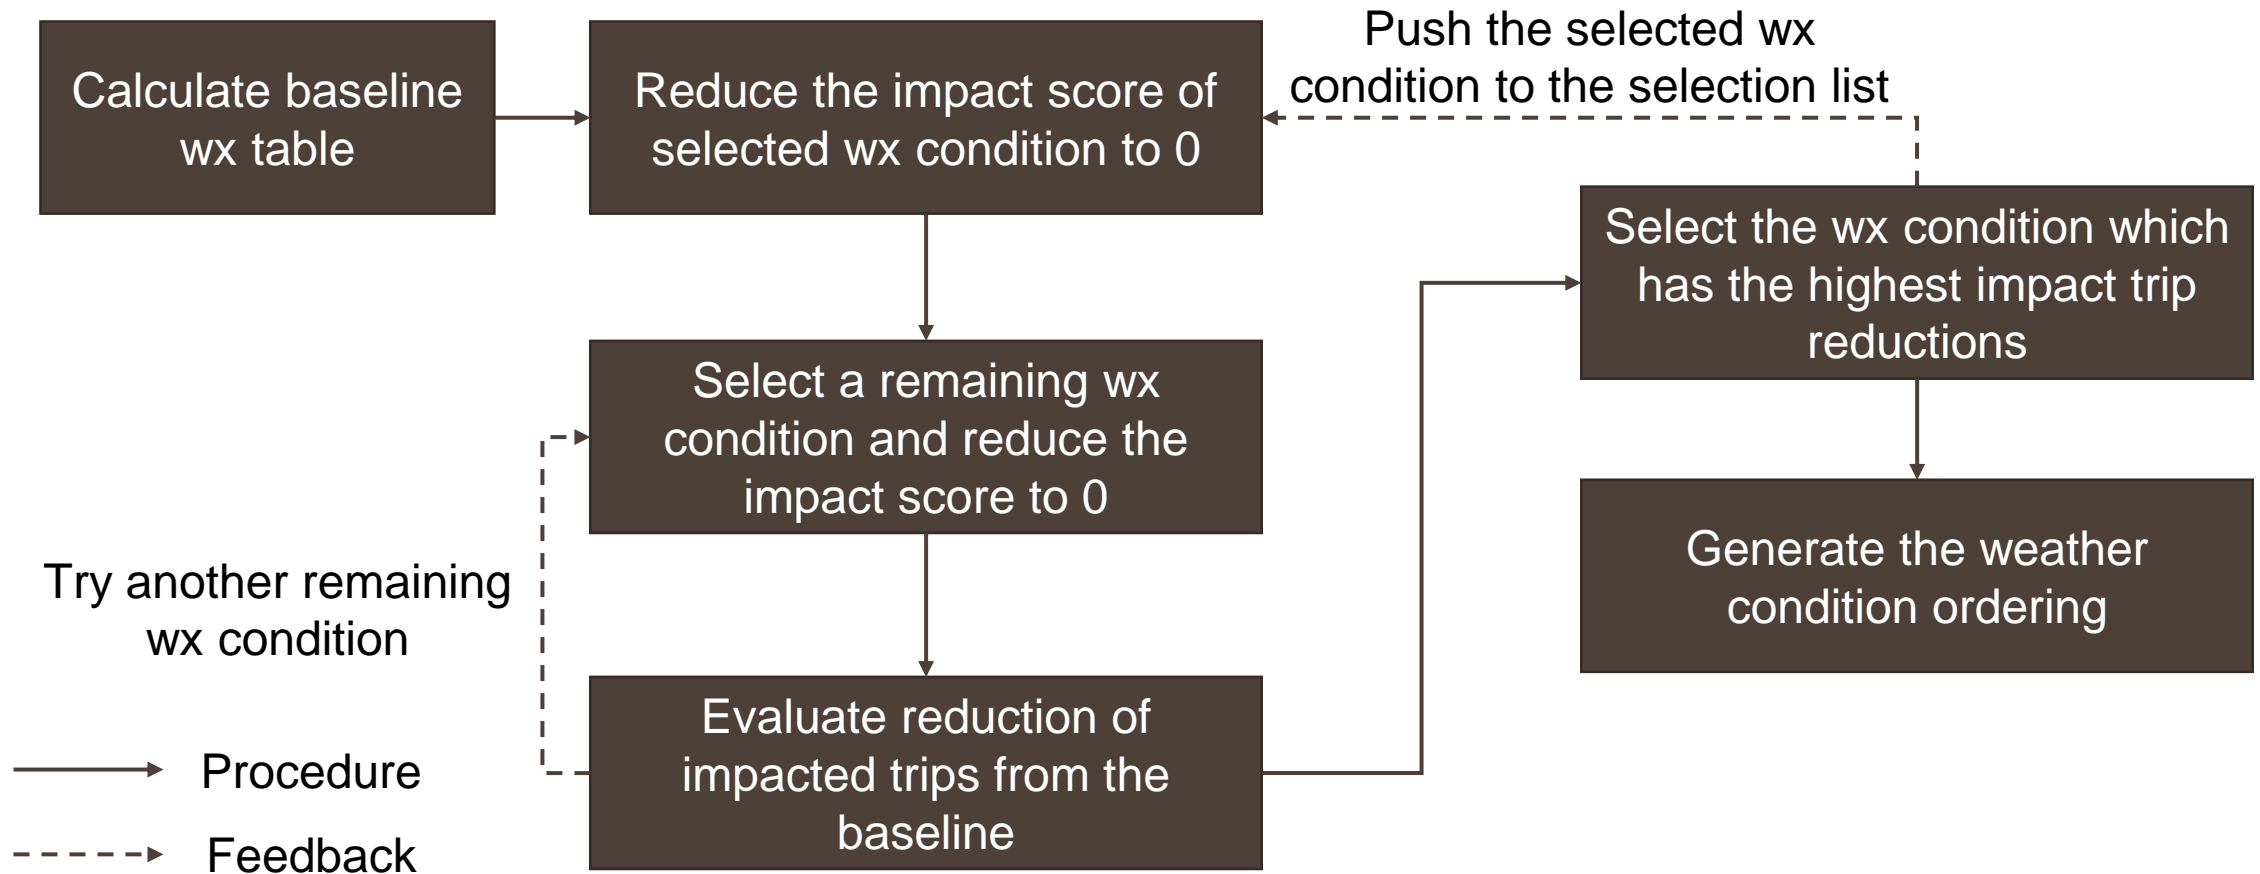 Calculate baseline
wx table
Reduce the impact score of
selected wx condition to 0
Push the selected wx
condition to the selection list
Select the wx condition which
has the highest impact trip
reductions
Select a remaining wx
condition and reduce the
impact score to 0
Generate the weather
condition ordering
Try another remaining
wx condition
Evaluate reduction of
impacted trips from the
baseline
Procedure
Feedback